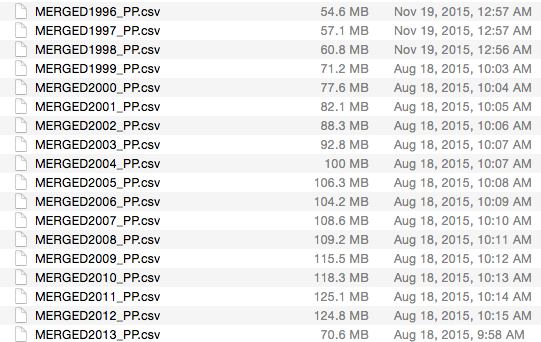 MERGED1996_PP.csv 54.6 MB Nov 19, 2015, 12:57 AM
MERGED1997_PP.csv 57.1 MB Nov 19, 2015, 12:57 AM
MERGED1998_PP.csv 60.8 MB Nov 19, 2015, 12:56 AM
MERGED1999_PP.csv 71.2 MB Aug 18, 2015, 10:03 AM
MERGED2000_PP.csv 77.6 MB Aug 18, 2015, 10:04 AM
MERGED2001_PP.csv 82.1 MB Aug 18, 2015, 10:05 AM
MERGED2002_PP.csv 88.3 MB Aug 18, 2015, 10:06 AM
MERGED2003_PP.csv 92.8 MB Aug 18, 2015, 10:07 AM
MERGED2004_PP.csv 100 MB Aug 18, 2015, 10:07 AM
MERGED2005_PP.csv 106.3 MB Aug 18, 2015, 10:08 AM
MERGED2006_PP.csv 104.2 MB Aug 18, 2015, 10:09 AM
MERGED2007_PP.csv 108.6 MB Aug 18, 2015, 10:10 AM
MERGED2008_PP.csv 109.2 MB Aug 18, 2015, 10:11 AM
MERGED2009_PP.csv 115.5 MB Aug 18, 2015, 10:12 AM
MERGED2010_PP.csv 118.3 MB Aug 18, 2015, 10:13 AM
MERGED2011_PP.csv 125.1 MB Aug 18, 2015, 10:14 AM
MERGED2012_PP.csv 124.8 MB Aug 18, 2015, 10:15 AM
MERGED2013_PP.csv 70.6 MB Aug 18, 2015, 9:58 AM